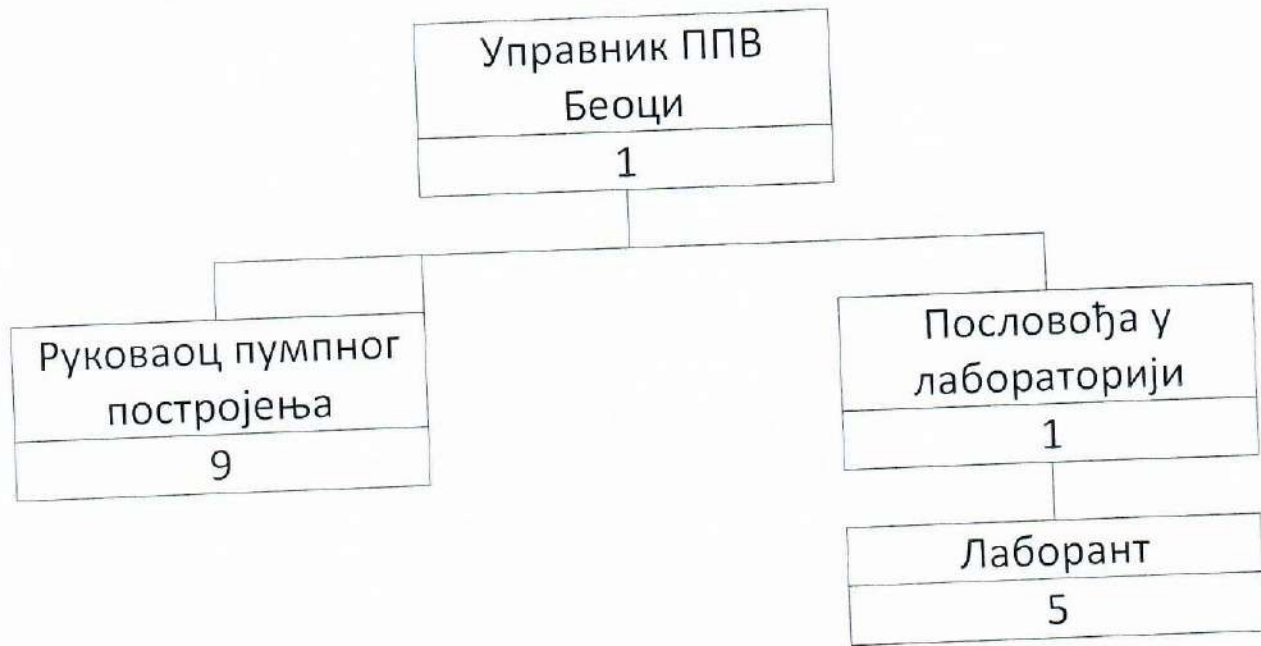 Управник ППВ
Беоци
1
Руковаоц пумпног
постројења
9
Пословођа у
лабораторији
1
Лаборант
5